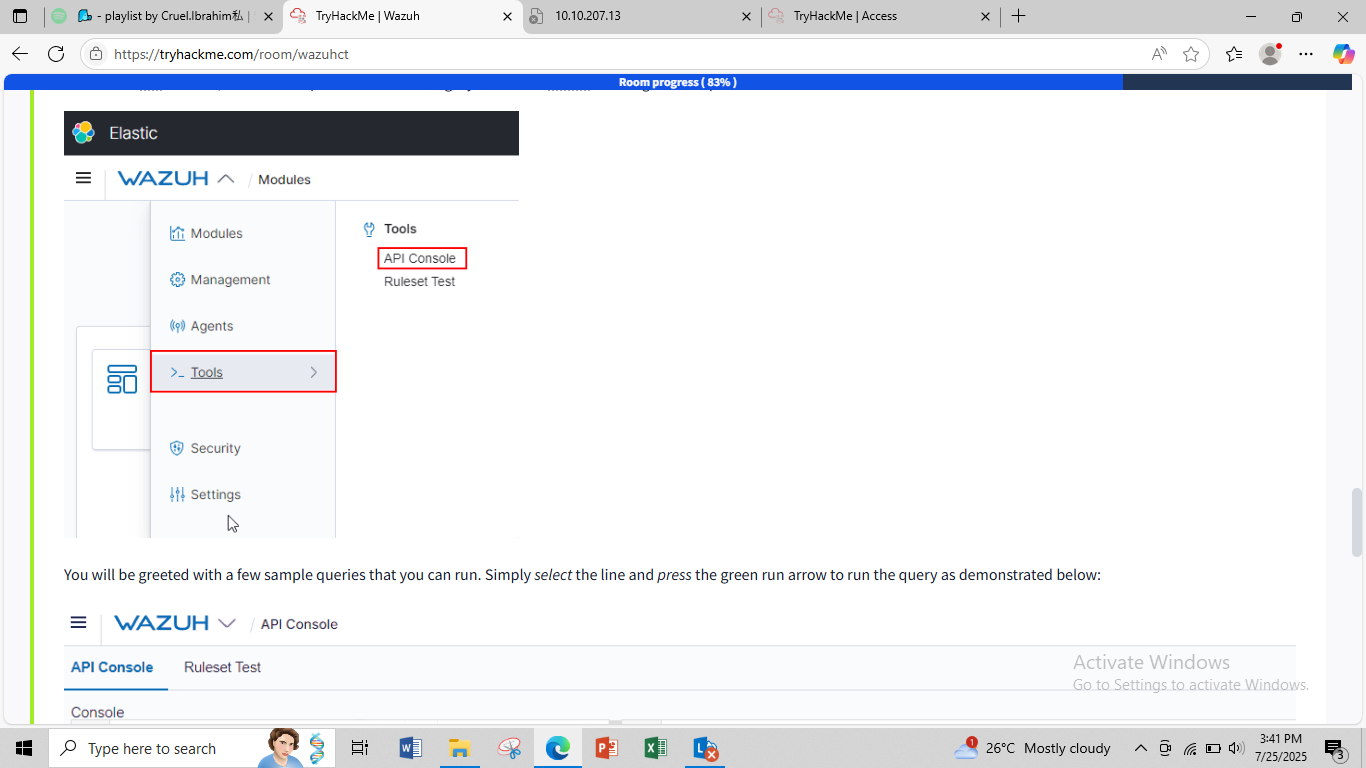 - playlist by Cruel.Ibrahim私 | S
TryHackMe | Wazuh
10.10.207.13
TryHackMe | Access
https://tryhackme.com/room/wazuhct
Room progress ( 83% )
Elastic
WAZUH / Modules
Modules
Management
Agents
Tools
Security
Settings
Tools
API Console
Ruleset Test
You will be greeted with a few sample queries that you can run. Simply select the line and press the green run arrow to run the query as demonstrated below:
WAZUH / API Console
API Console Ruleset Test
Console
Activate Windows
Go to Settings to activate Windows.
Type here to search
1
26°C Mostly cloudy
3:41 PM
7/25/2025
3